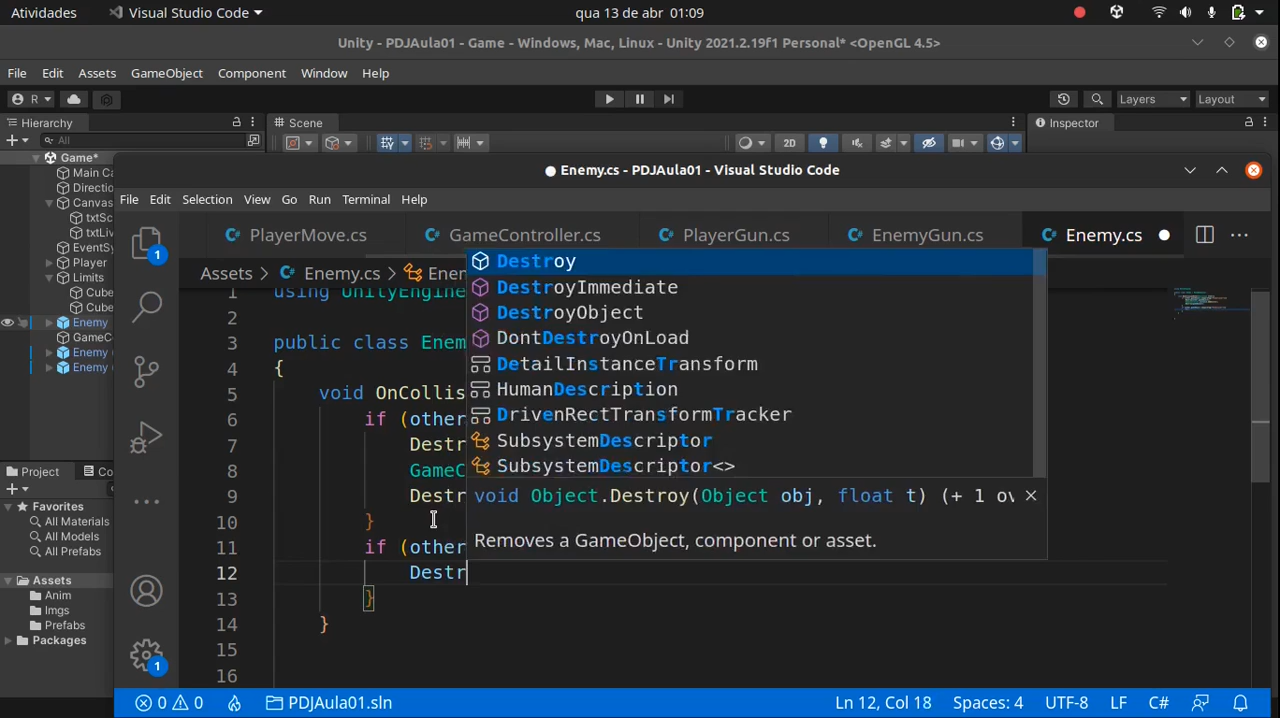 Atividades Visual Studio Code qua 13 de abr 01:09
Unity - PDJAula01 - Game - Windows, Mac, Linux - Unity 2021.2.19f1 Personal* <OpenGL 4.5>
File Edit Assets GameObject Component Window Help
R Layers Layout
Hierarchy Scene Inspector
All 2D
Game*
Main Ca
Directio
Canvas
txtSc
txtLiv
EventSy
Player
Limits
Cube
Cube
Enemy
GameCo
Enemy (
Enemy (
Project Co
Favorites
All Materials
All Models
All Prefabs
Assets
Anim
Imgs
Prefabs
Packages
Enemy.cs - PDJAula01 - Visual Studio Code
File Edit Selection View Go Run Terminal Help
PlayerMove.cs GameController.cs PlayerGun.cs EnemyGun.cs Enemy.cs
Assets > Enemy.cs > Enem
1 using UnityEngine
2
3 public class Enem
4 {
5 void OnCollis
6 if (other
7 Destr
8 GameC
9 Destr
10 }
11 if (other
12 Destr
13 }
14 }
15
16
Destroy
DestroyImmediate
DestroyObject
DontDestroyOnLoad
DetailInstanceTransform
HumanDescription
DrivenRectTransformTracker
SubsystemDescriptor
SubsystemDescriptor<>
void Object.Destroy(Object obj, float t) (+ 1 ov
Removes a GameObject, component or asset.
1
1
0 0 PDJAula01.sln Ln 12, Col 18 Spaces: 4 UTF-8 LF C#